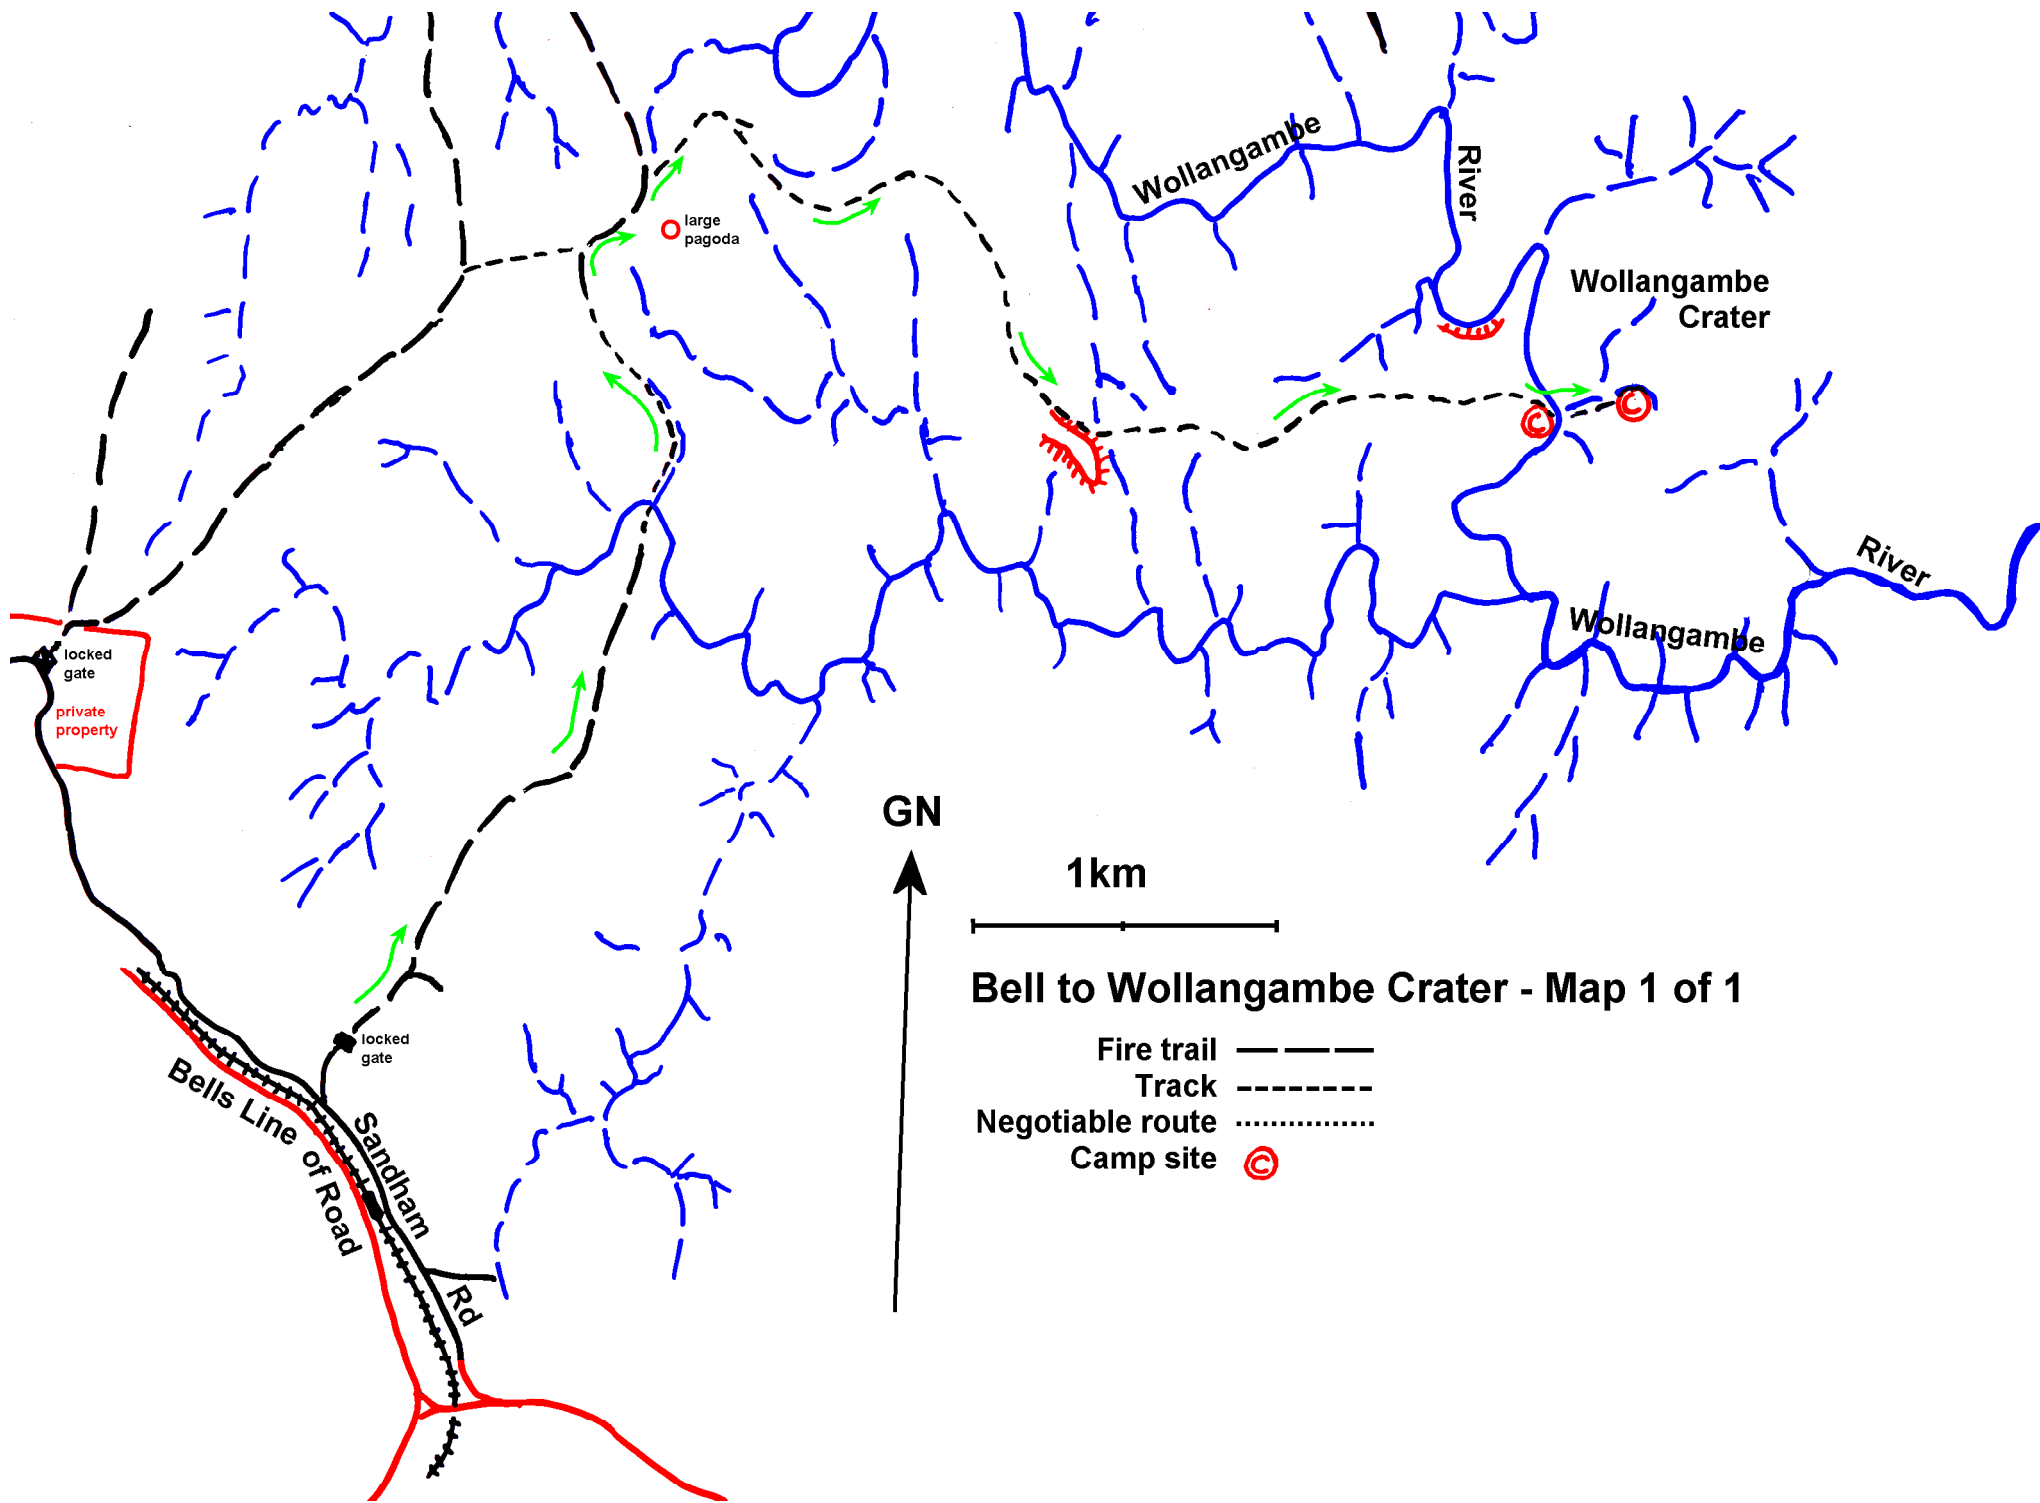 Wollangambe
River
large
pagoda
Wollangambe
Crater
C
C
River
Wollangambe
locked
gate
private
property
GN
1km
locked
gate
Bells Line
of Road
Sandham
Rd
Bell to Wollangambe Crater - Map 1 of 1
Fire trail
Track
Negotiable route
Camp site C